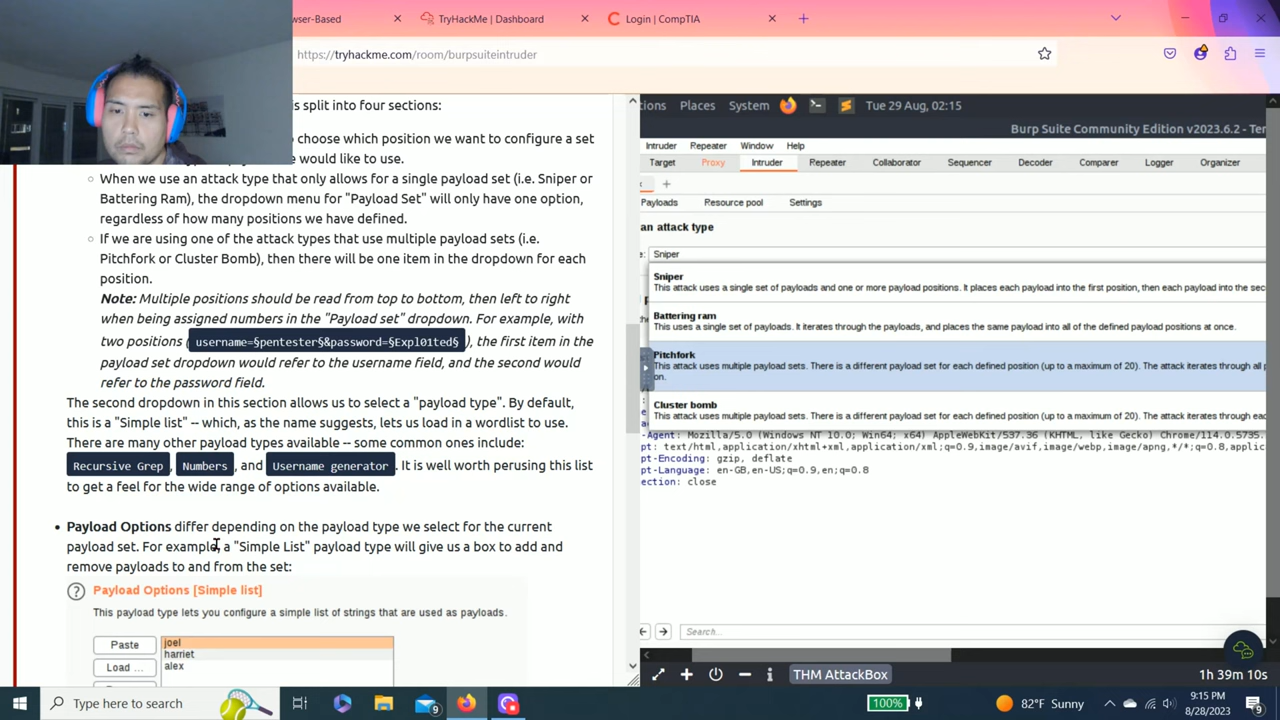 wser-Based
TryHackMe | Dashboard
Login | CompTIA
https://tryhackme.com/room/burpsuiteintruder
is split into four sections:
choose which position we want to configure a set
would like to use.
When we use an attack type that only allows for a single payload set (i.e. Sniper or
Battering Ram), the dropdown menu for "Payload Set" will only have one option,
regardless of how many positions we have defined.
If we are using one of the attack types that use multiple payload sets (i.e.
Pitchfork or Cluster Bomb), then there will be one item in the dropdown for each
position.
Note: Multiple positions should be read from top to bottom, then left to right
when being assigned numbers in the "Payload set" dropdown. For example, with
two positions ( username=§pentester§&password=§Expl01ted§ ), the first item in the
payload set dropdown would refer to the username field, and the second would
refer to the password field.
The second dropdown in this section allows us to select a "payload type". By default,
this is a "Simple list" -- which, as the name suggests, lets us load in a wordlist to use.
There are many other payload types available -- some common ones include:
Recursive Grep , Numbers , and Username generator . It is well worth perusing this list
to get a feel for the wide range of options available.
• Payload Options differ depending on the payload type we select for the current
payload set. For example, a "Simple List" payload type will give us a box to add and
remove payloads to and from the set:
? Payload Options [Simple list]
This payload type lets you configure a simple list of strings that are used as payloads.
Paste
Load ...
joel
harriet
alex
ions Places System Tue 29 Aug, 02:15
Burp Suite Community Edition v2023.6.2 - Ter
Intruder Repeater Window Help
Target Proxy Intruder Repeater Collaborator Sequencer Decoder Comparer Logger Organizer
x +
Payloads Resource pool Settings
an attack type
e: Sniper
Sniper
This attack uses a single set of payloads and one or more payload positions. It places each payload into the first position, then each payload into the seco
Battering ram
This uses a single set of payloads. It iterates through the payloads, and places the same payload into all of the defined payload positions at once.
Pitchfork
This attack uses multiple payload sets. There is a different payload set for each defined position (up to a maximum of 20). The attack iterates through all p
on.
Cluster bomb
This attack uses multiple payload sets. There is a different payload set for each defined position (up to a maximum of 20). The attack iterates through eac
-Agent: Mozilla/5.0 (Windows NT 10.0; Win64; x64) AppleWebKit/537.36 (KHTML, like Gecko) Chrome/114.0.5735.
pt: text/html,application/xhtml+xml,application/xml;q=0.9,image/avif,image/webp,image/apng,*/*;q=0.8,applic
pt-Encoding: gzip, deflate
pt-Language: en-GB,en-US;q=0.9,en;q=0.8
ection: close
Search...
THM AttackBox
1h 39m 10s
Type here to search
9
100%
82°F Sunny
9:15 PM
8/28/2023
9